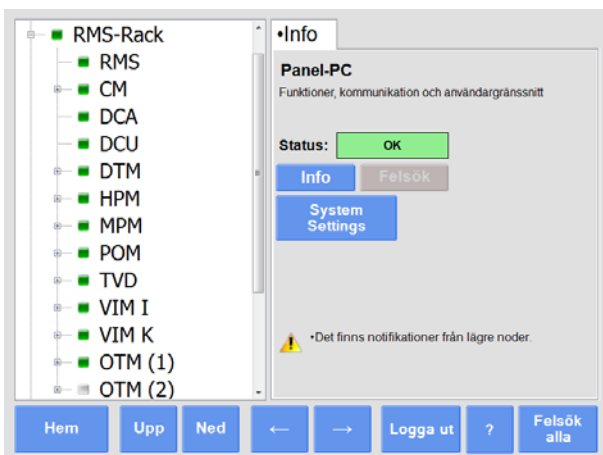 RMS-Rack
RMS
CM
DCA
DCU
DTM
HPM
MPM
POM
TVD
VIM I
VIM K
OTM (1)
OTM (2)
•Info
Panel-PC
Funktioner, kommunikation och användargränssnitt
Status: OK
Info Felsök
System
Settings
•Det finns notifikationer från lägre noder.
Hem Upp Ned ← → Logga ut ? Felsök
alla